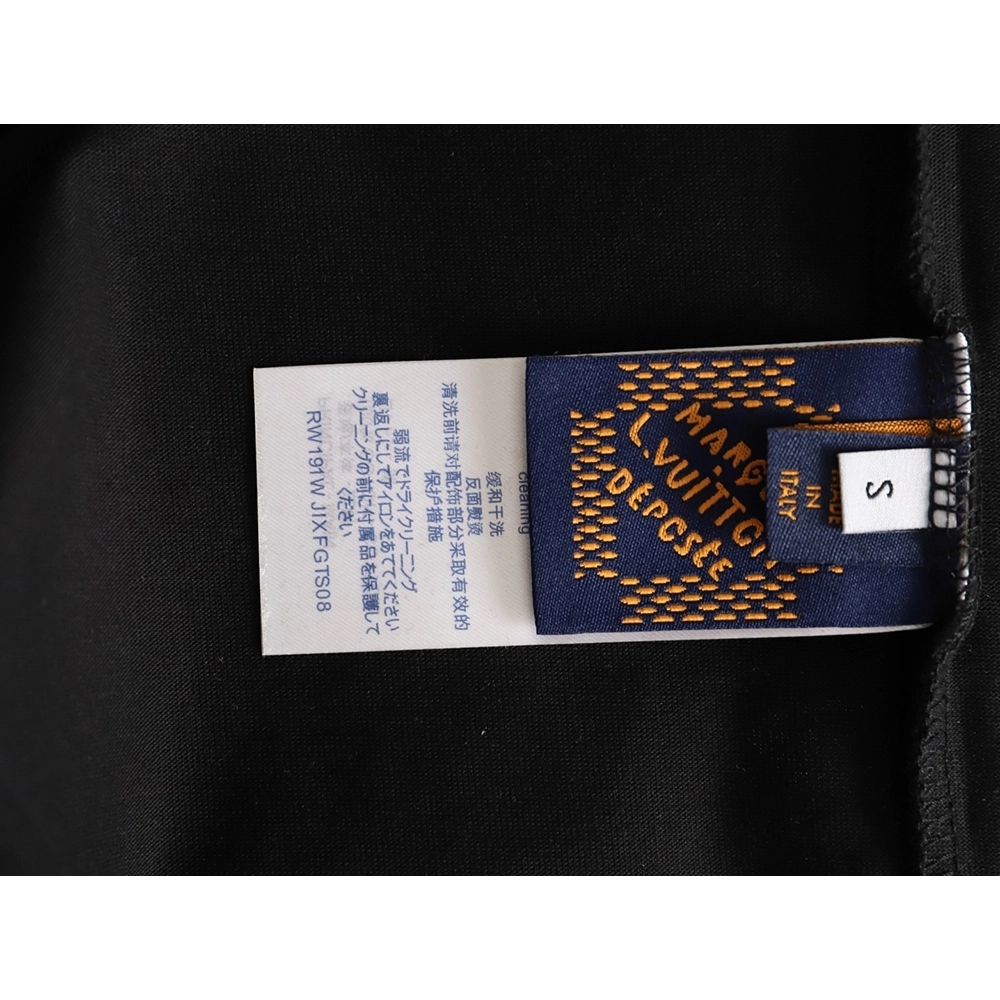 cleaning
缓和干洗
反面熨烫
清洗前请对配饰部分采取有效的
保护措施
弱流でドライクリーニング
裏返しにしてアイロンをあててください
クリーニングの前に付属品を保護して
ください
RW191W JIXFGTS08
L.VUITTON
DEPOSEE
MADE
IN
ITALY
S